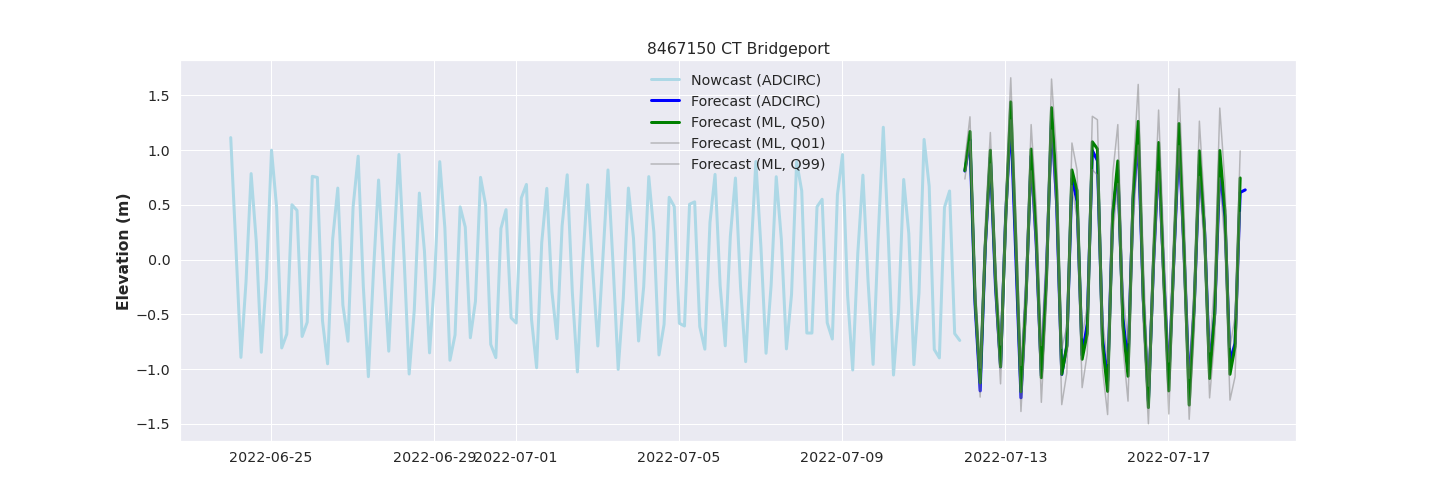 8467150 CT Bridgeport
Nowcast (ADCIRC)
Forecast (ADCIRC)
Forecast (ML, Q50)
Forecast (ML, Q01)
Forecast (ML, Q99)
Elevation (m)
1.5
1.0
0.5
0.0
−0.5
−1.0
−1.5
2022-06-25 2022-06-29 2022-07-01 2022-07-05 2022-07-09 2022-07-13 2022-07-17